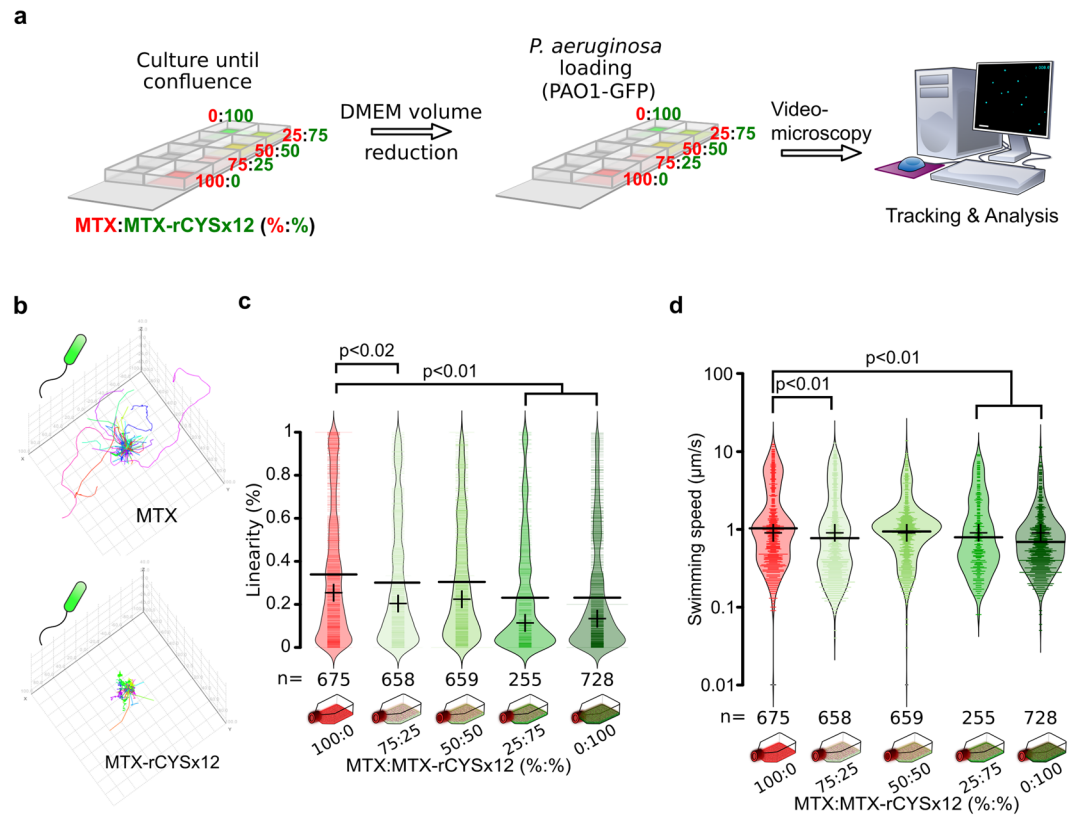 a
Culture until
confluence
0:100
25:75
50:50
75:25
100:0
MTX:MTX-rCYSx12 (%:%)
DMEM volume
reduction
P. aeruginosa
loading
(PAO1-GFP)
0:100
25:75
50:50
75:25
100:0
Video-
microscopy
Tracking & Analysis
b
MTX
MTX-rCYSx12
c
p<0.02
p<0.01
Linearity (%)
1
0.8
0.6
0.4
0.2
0
n= 675 658 659 255 728
100:0 75:25 50:50 25:75 0:100
MTX:MTX-rCYSx12 (%:%)
d
p<0.01
p<0.01
Swimming speed (µm/s)
100
10
1
0.1
0.01
n= 675 658 659 255 728
100:0 75:25 50:50 25:75 0:100
MTX:MTX-rCYSx12 (%:%)